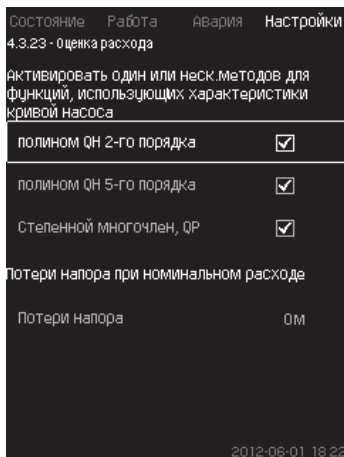 Состояние Работа Авария Настройки
4.3.23 - Оценка расхода
Активировать один или неск.методов для
функций, использующих характеристики
кривой насоса
полином QH 2-го порядка
полином QH 5-го порядка
Степенной многочлен, QP
Потери напора при номинальном расходе
Потери напора 0м
2012-06-01 18:22